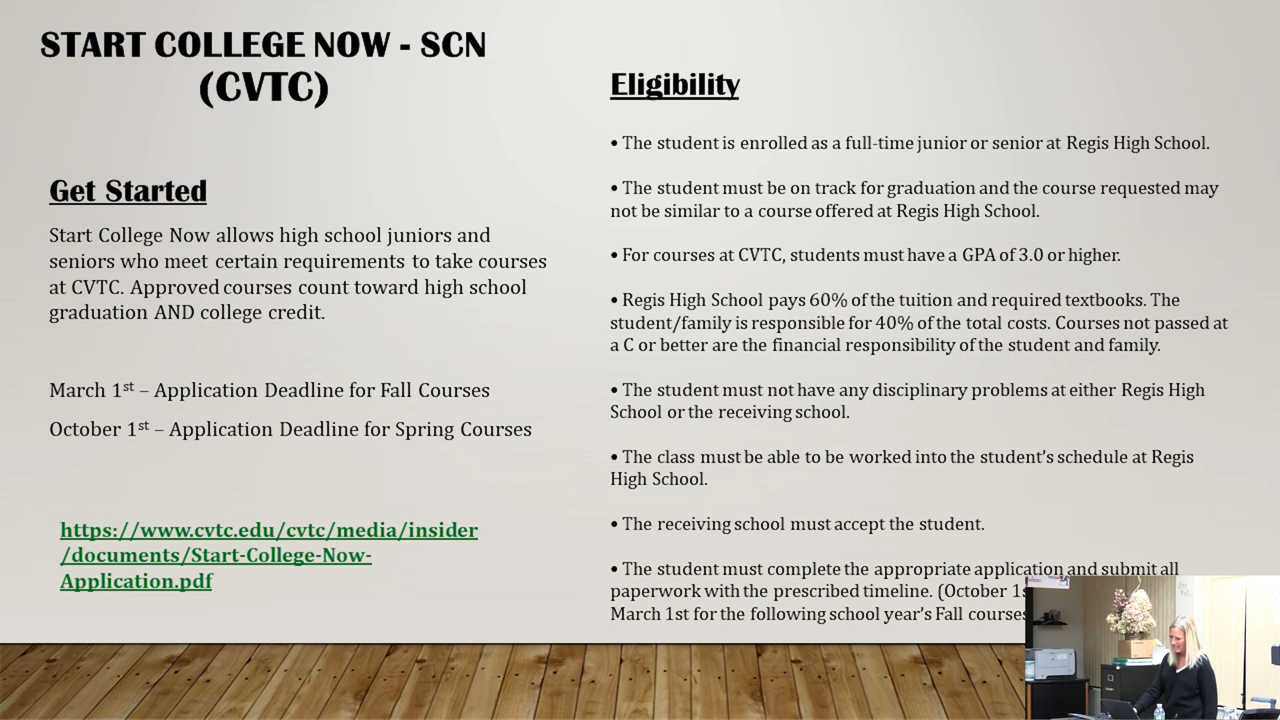 START COLLEGE NOW - SCN
(CVTC)
Get Started
Start College Now allows high school juniors and
seniors who meet certain requirements to take courses
at CVTC. Approved courses count toward high school
graduation AND college credit.
March 1st – Application Deadline for Fall Courses
October 1st – Application Deadline for Spring Courses
https://www.cvtc.edu/cvtc/media/insider
/documents/Start-College-Now-
Application.pdf
Eligibility
• The student is enrolled as a full-time junior or senior at Regis High School.
• The student must be on track for graduation and the course requested may
not be similar to a course offered at Regis High School.
• For courses at CVTC, students must have a GPA of 3.0 or higher.
• Regis High School pays 60% of the tuition and required textbooks. The
student/family is responsible for 40% of the total costs. Courses not passed at
a C or better are the financial responsibility of the student and family.
• The student must not have any disciplinary problems at either Regis High
School or the receiving school.
• The class must be able to be worked into the student’s schedule at Regis
High School.
• The receiving school must accept the student.
• The student must complete the appropriate application and submit all
paperwork with the prescribed timeline. (October
March 1st for the following school year’s Fall courses